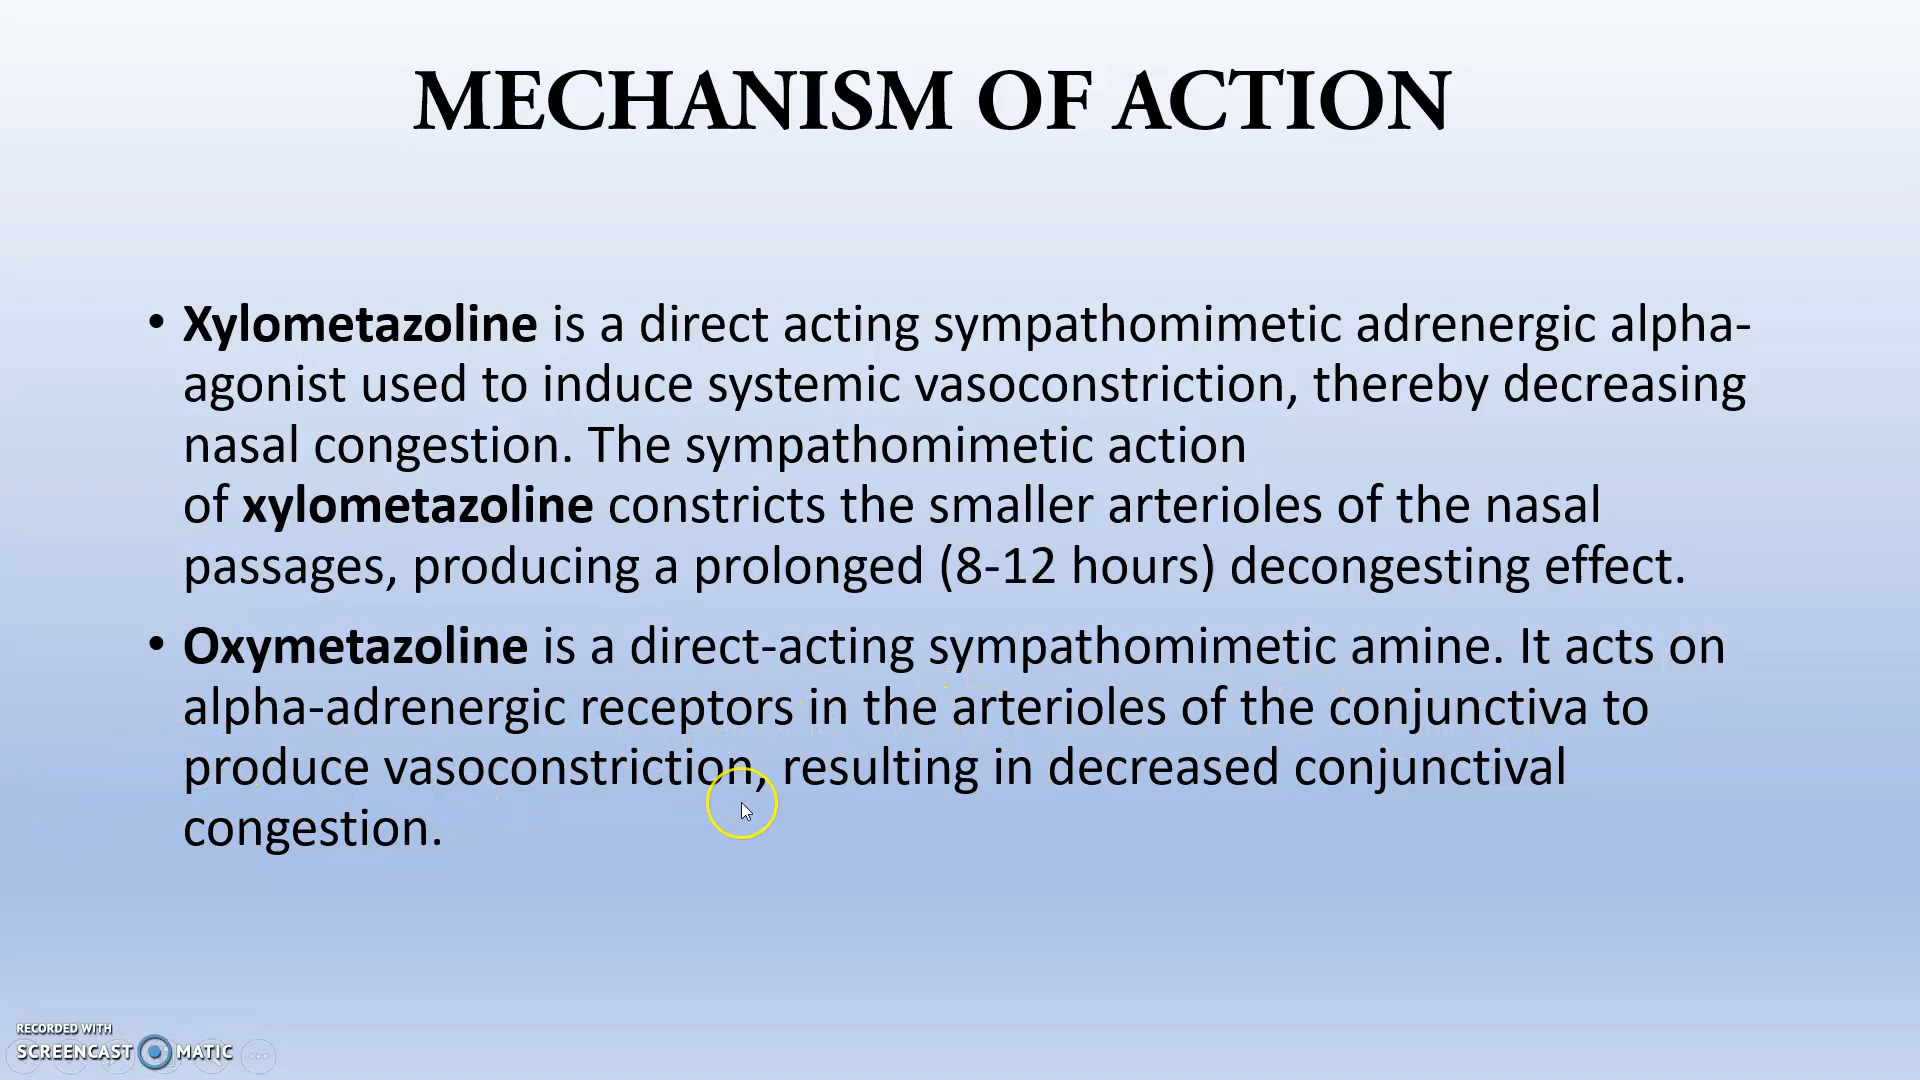 MECHANISM OF ACTION
• Xylometazoline is a direct acting sympathomimetic adrenergic alpha-
agonist used to induce systemic vasoconstriction, thereby decreasing
nasal congestion. The sympathomimetic action
of xylometazoline constricts the smaller arterioles of the nasal
passages, producing a prolonged (8-12 hours) decongesting effect.
• Oxymetazoline is a direct-acting sympathomimetic amine. It acts on
alpha-adrenergic receptors in the arterioles of the conjunctiva to
produce vasoconstriction, resulting in decreased conjunctival
congestion.
RECORDED WITH
SCREENCAST MATIC